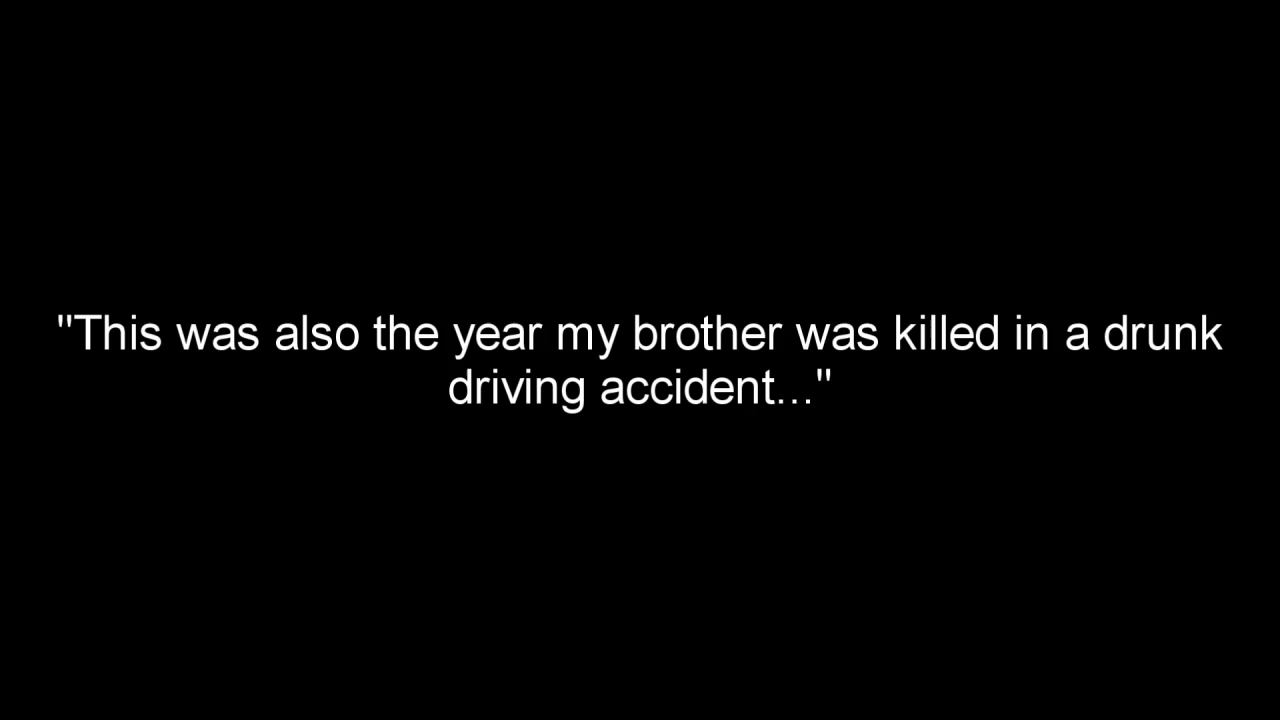 "This was also the year my brother was killed in a drunk
driving accident..."